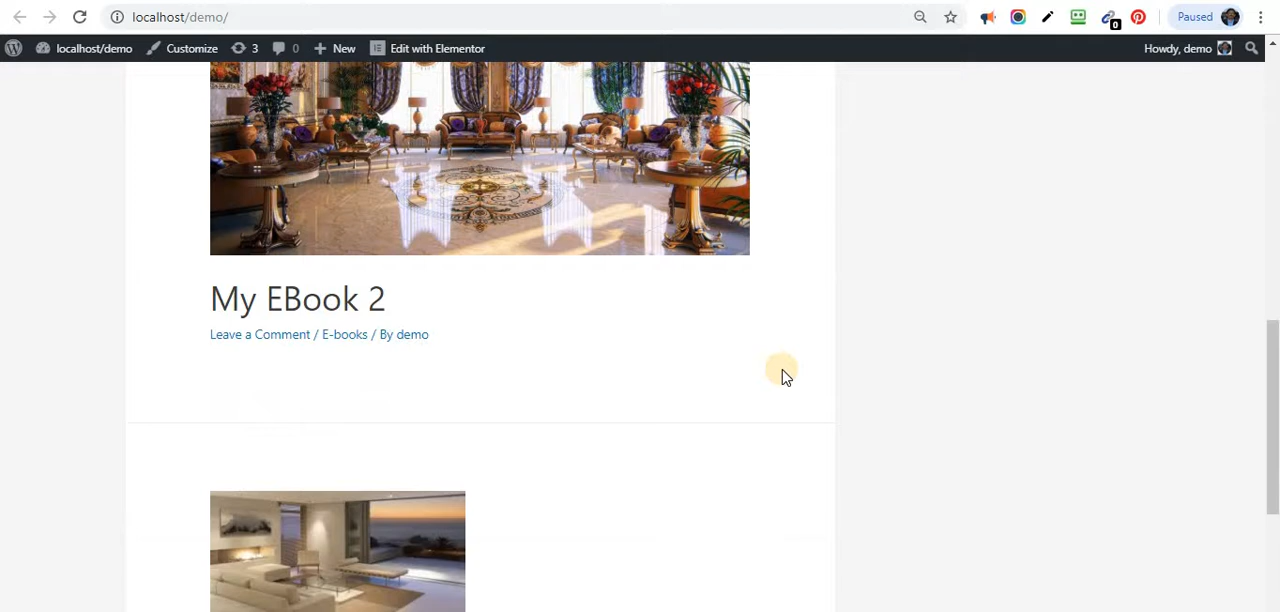 localhost/demo/
0
Paused
localhost/demo
Customize
3
0
New
Edit with Elementor
Howdy, demo
My EBook 2
Leave a Comment / E-books / By demo